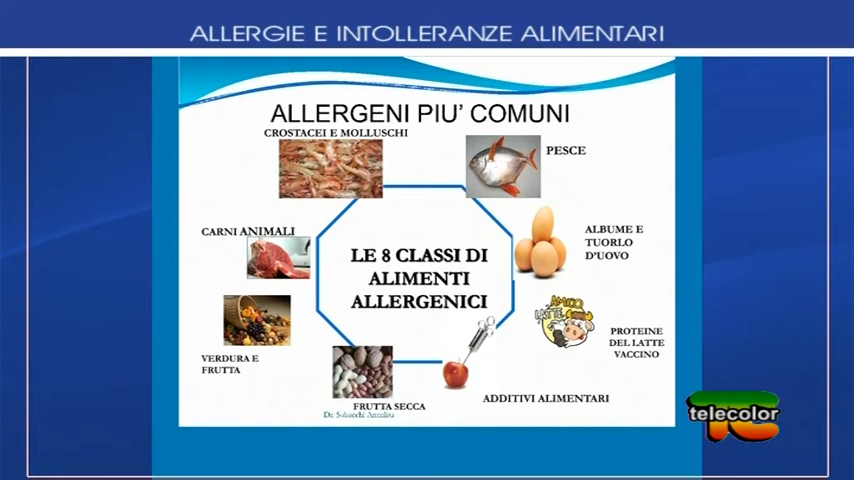 ALLERGIE E INTOLLERANZE ALIMENTARI
ALLERGENI PIU' COMUNI
CROSTACEI E MOLLUSCHI
PESCE
CARNI ANIMALI
ALBUME E
TUORLO
D'UOVO
LE 8 CLASSI DI
ALIMENTI
ALLERGENICI
AMICO
LATTE
PROTEINE
DEL LATTE
VACCINO
VERDURA E
FRUTTA
FRUTTA SECCA
ADDITIVI ALIMENTARI
telecolor